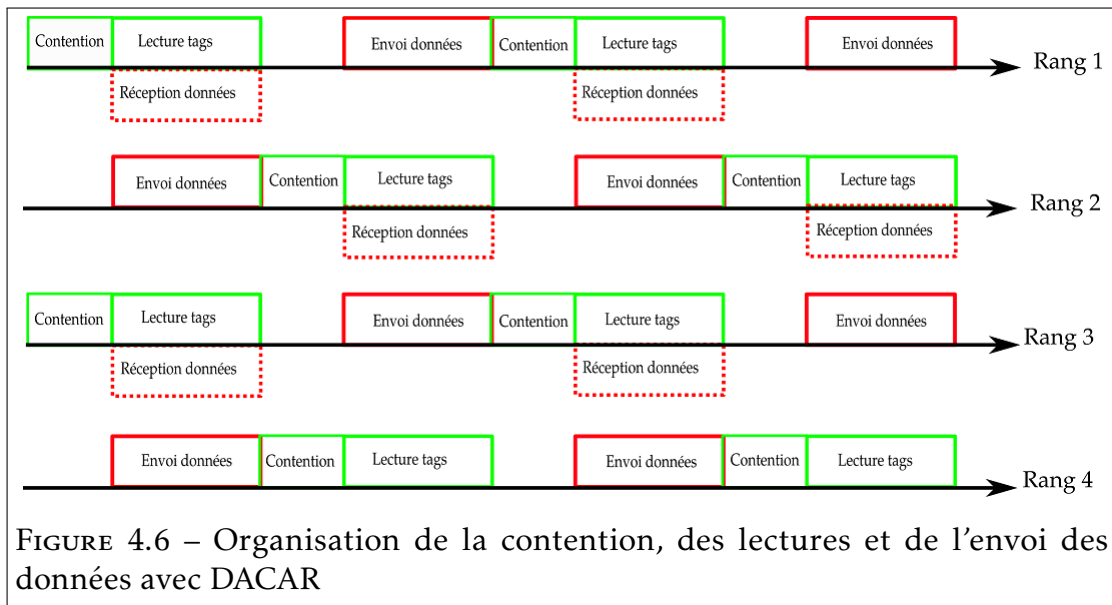 Contention Lecture tags Envoi données Contention Lecture tags Envoi données
Rang 1
Réception données Réception données
Envoi données Contention Lecture tags Envoi données Contention Lecture tags
Rang 2
Réception données Réception données
Contention Lecture tags Envoi données Contention Lecture tags Envoi données
Rang 3
Réception données Réception données
Envoi données Contention Lecture tags Envoi données Contention Lecture tags
Rang 4
FIGURE 4.6 – Organisation de la contention, des lectures et de l'envoi des
données avec DACAR